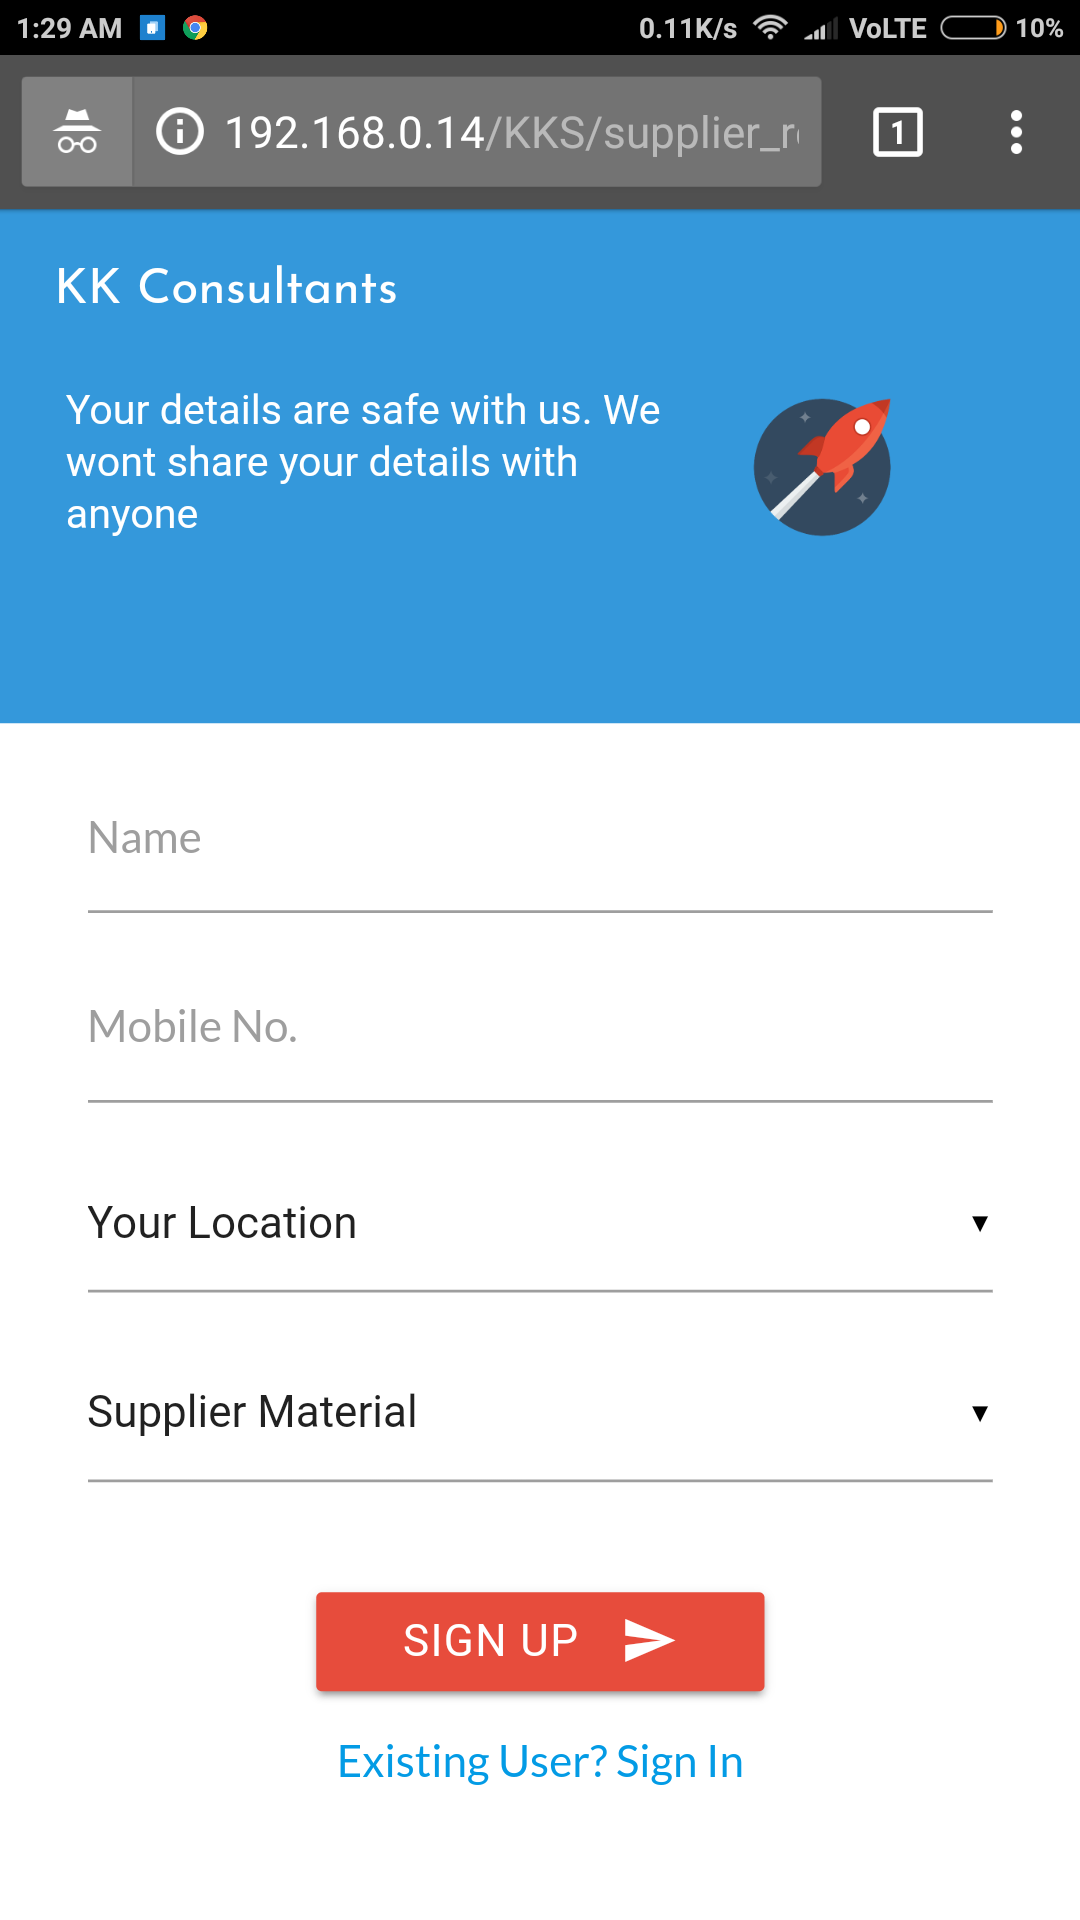 1:29 AM 0.11K/s VoLTE 10%
192.168.0.14/KKS/supplier_r
1
KK Consultants
Your details are safe with us. We
wont share your details with
anyone
Name
Mobile No.
Your Location
Supplier Material
SIGN UP
Existing User? Sign In